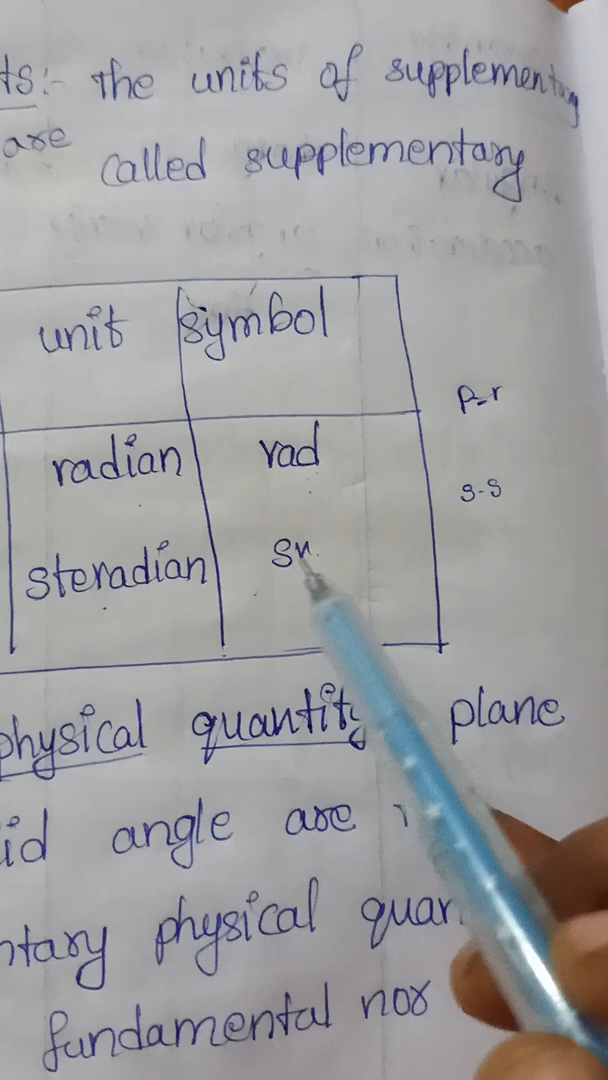 ts:- the units of supplementary
are called supplementary
unit symbol
p-r
radian rad
s-s
steradian sr
physical quantity plane
id angle are
ntary physical quan
fundamental nor